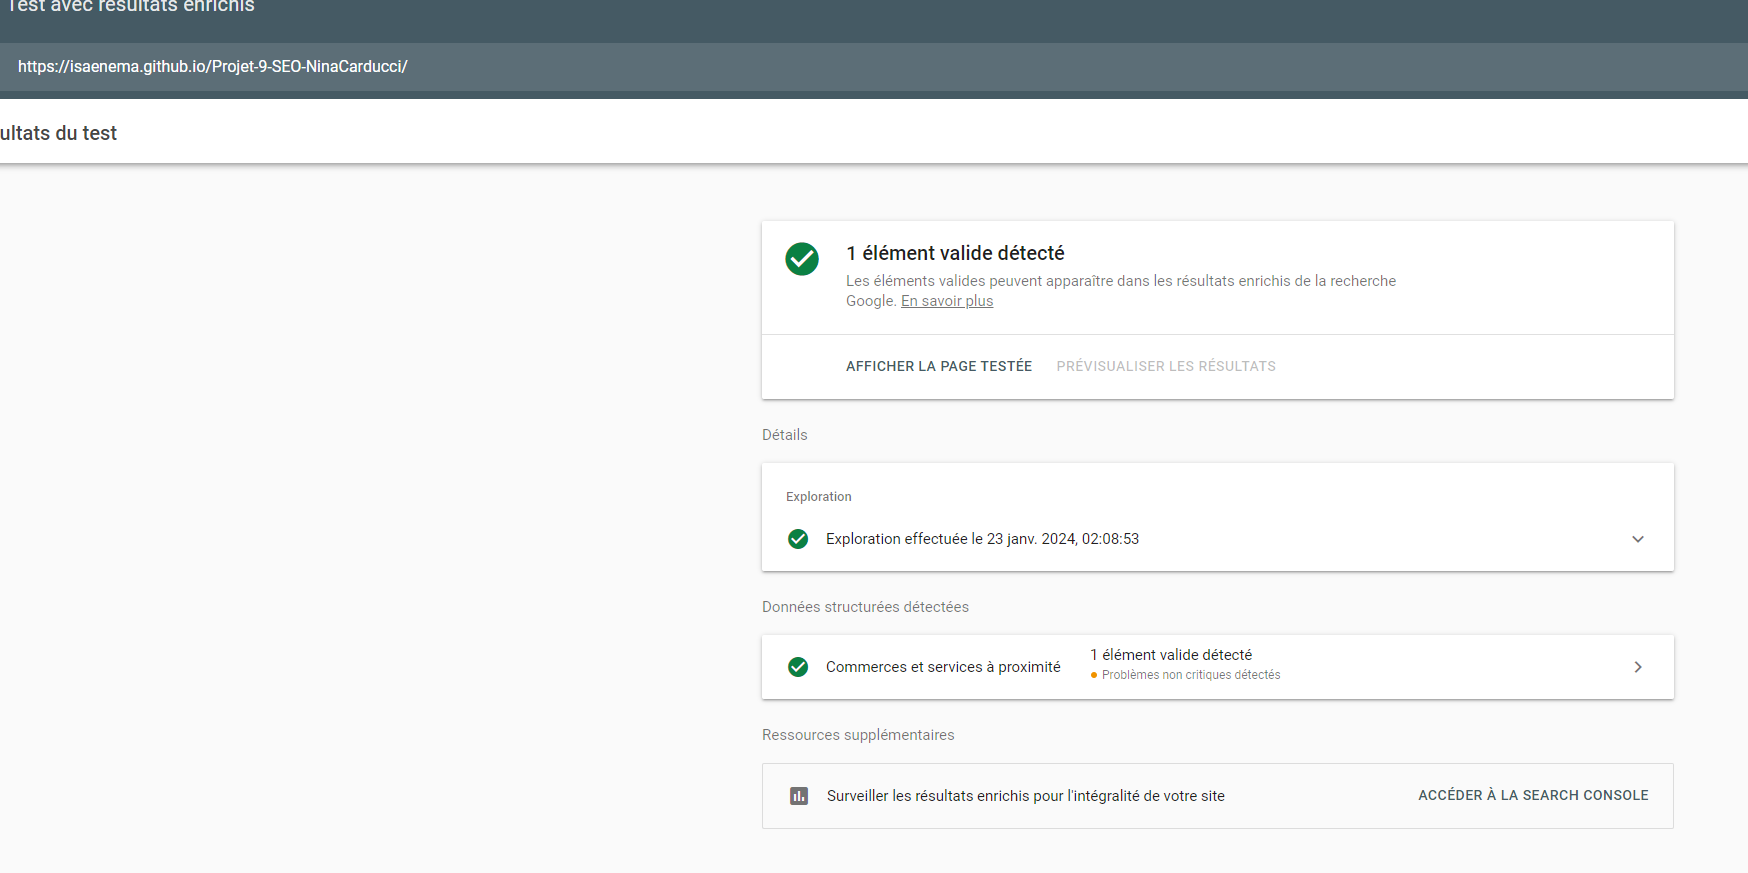 Test avec résultats enrichis
https://isaenema.github.io/Projet-9-SEO-NinaCarducci/
ultats du test
1 élément valide détecté
Les éléments valides peuvent apparaître dans les résultats enrichis de la recherche
Google. En savoir plus
AFFICHER LA PAGE TESTÉE PRÉVISUALISER LES RÉSULTATS
Détails
Exploration
Exploration effectuée le 23 janv. 2024, 02:08:53
Données structurées détectées
Commerces et services à proximité
1 élément valide détecté
Problèmes non critiques détectés
Ressources supplémentaires
Surveiller les résultats enrichis pour l'intégralité de votre site
ACCÉDER À LA SEARCH CONSOLE